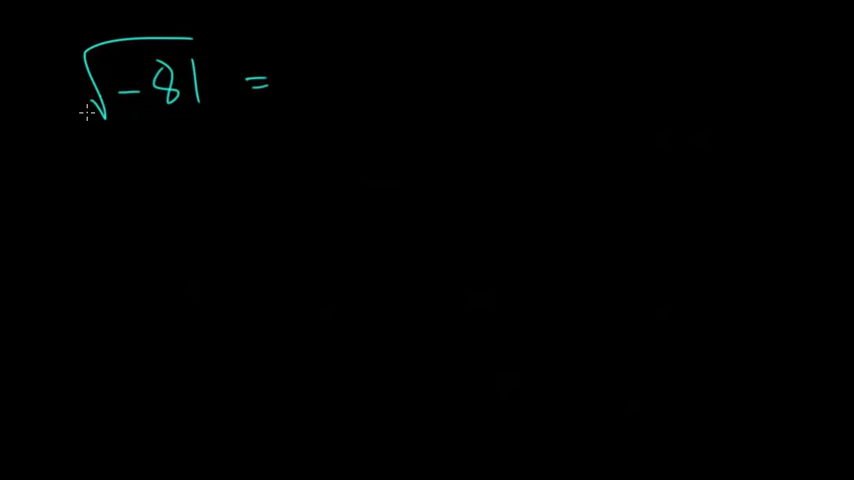 √-81 =